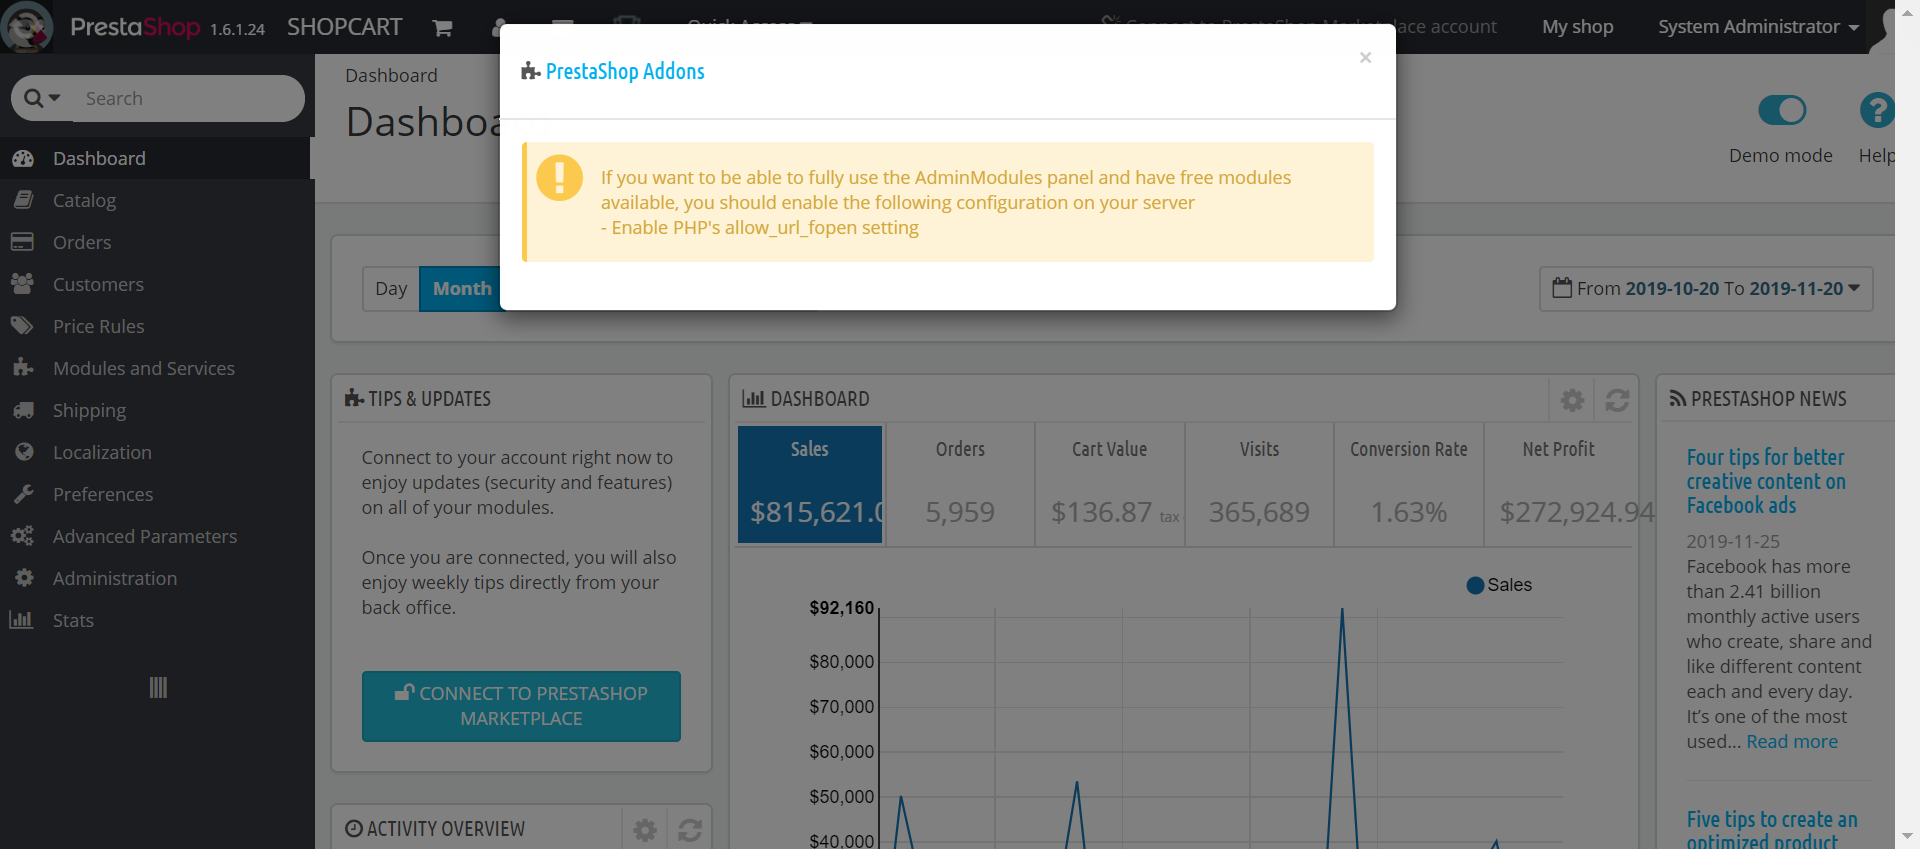 PrestaShop 1.6.1.24 SHOPCART
My shop
System Administrator
Search
Dashboard
Catalog
Orders
Customers
Price Rules
Modules and Services
Shipping
Localization
Preferences
Advanced Parameters
Administration
Stats
Dashboard
Demo mode
Help
PrestaShop Addons
×
If you want to be able to fully use the AdminModules panel and have free modules
available, you should enable the following configuration on your server
- Enable PHP's allow_url_fopen setting
Day
Month
From 2019-10-20 To 2019-11-20
TIPS & UPDATES
Connect to your account right now to
enjoy updates (security and features)
on all of your modules.
Once you are connected, you will also
enjoy weekly tips directly from your
back office.
CONNECT TO PRESTASHOP
MARKETPLACE
ACTIVITY OVERVIEW
DASHBOARD
Sales
$815,621.0
Orders
5,959
Cart Value
$136.87 tax
Visits
365,689
Conversion Rate
1.63%
Net Profit
$272,924.94
Sales
$92,160
$80,000
$70,000
$60,000
$50,000
$40,000
PRESTASHOP NEWS
Four tips for better
creative content on
Facebook ads
2019-11-25
Facebook has more
than 2.41 billion
monthly active users
who create, share and
like different content
each and every day.
It’s one of the most
used... Read more
Five tips to create an
optimized product